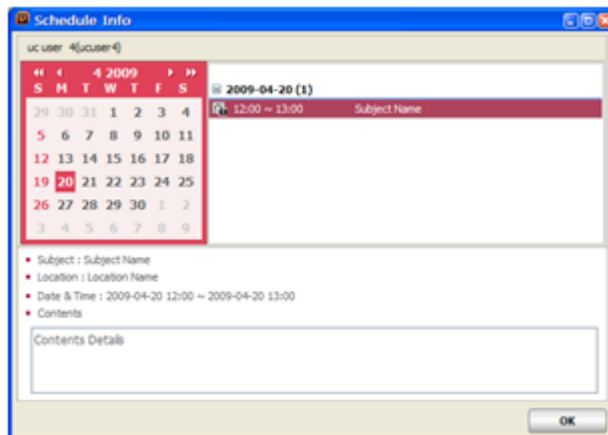 Schedule Info
uc user 4(ucuser4)
4 2009
S M T W T F S
29 30 31 1 2 3 4
5 6 7 8 9 10 11
12 13 14 15 16 17 18
19 20 21 22 23 24 25
26 27 28 29 30 1 2
3 4 5 6 7 8 9
2009-04-20 (1)
12:00 ~ 13:00 Subject Name
Subject : Subject Name
Location : Location Name
Date & Time : 2009-04-20 12:00 ~ 2009-04-20 13:00
Contents
Contents Details
OK